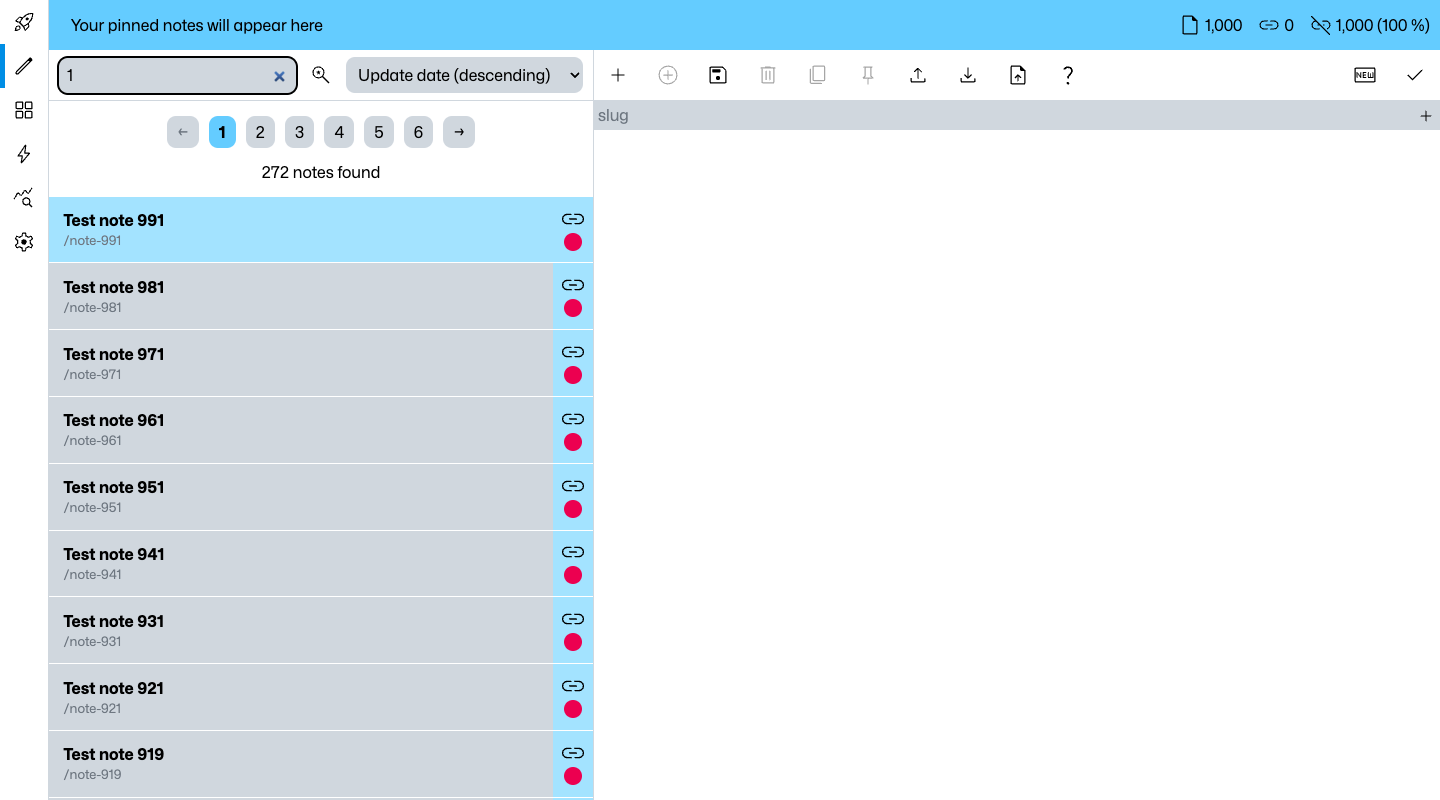 Your pinned notes will appear here
1,000
0
1,000 (100 %)
1
Update date (descending)
NEW
slug
1
2
3
4
5
6
272 notes found
Test note 991
/note-991
Test note 981
/note-981
Test note 971
/note-971
Test note 961
/note-961
Test note 951
/note-951
Test note 941
/note-941
Test note 931
/note-931
Test note 921
/note-921
Test note 919
/note-919